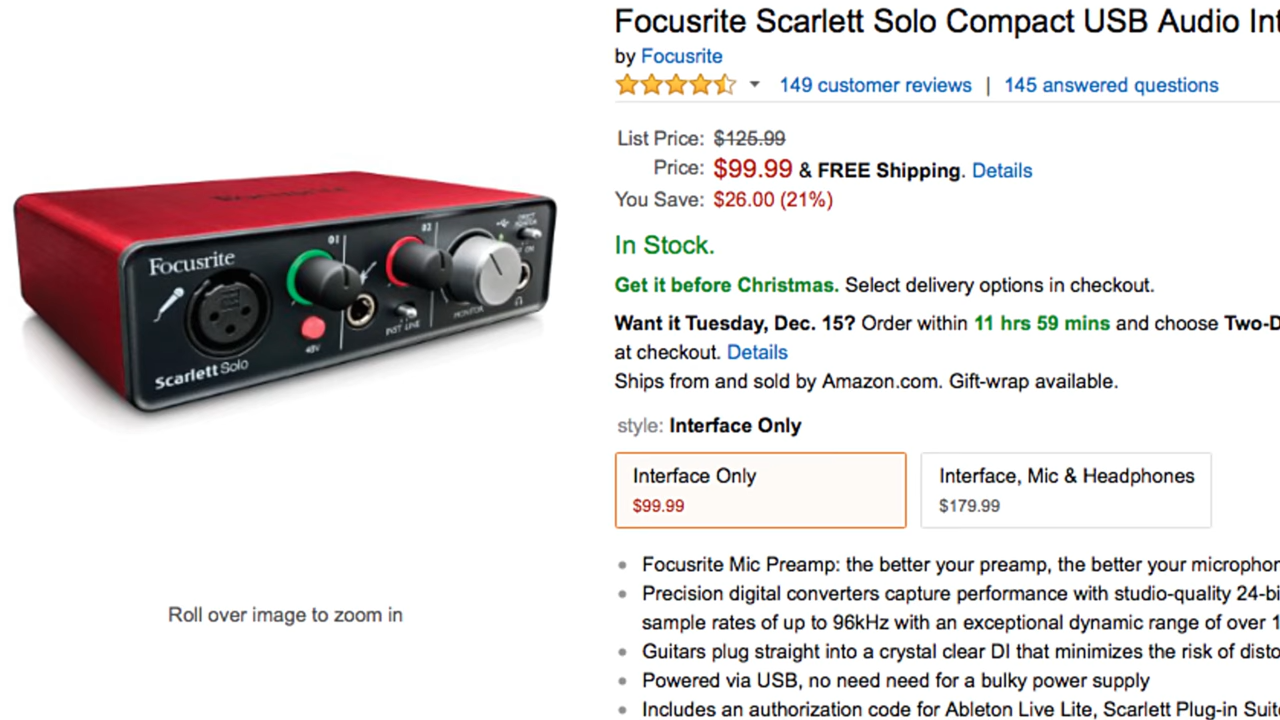 Focusrite Scarlett Solo Compact USB Audio Int
by Focusrite
149 customer reviews | 145 answered questions
List Price: $125.99
Price: $99.99 & FREE Shipping. Details
You Save: $26.00 (21%)
In Stock.
Get it before Christmas. Select delivery options in checkout.
Want it Tuesday, Dec. 15? Order within 11 hrs 59 mins and choose Two-D
at checkout. Details
Ships from and sold by Amazon.com. Gift-wrap available.
style: Interface Only
Interface Only
$99.99
Interface, Mic & Headphones
$179.99
Focusrite Mic Preamp: the better your preamp, the better your microphon
Precision digital converters capture performance with studio-quality 24-bi
sample rates of up to 96kHz with an exceptional dynamic range of over 1
Guitars plug straight into a crystal clear DI that minimizes the risk of disto
Powered via USB, no need need for a bulky power supply
Includes an authorization code for Ableton Live Lite, Scarlett Plug-in Suite
Focusrite
01
02
48V
INST LINE
MONITOR
Scarlett Solo
Roll over image to zoom in